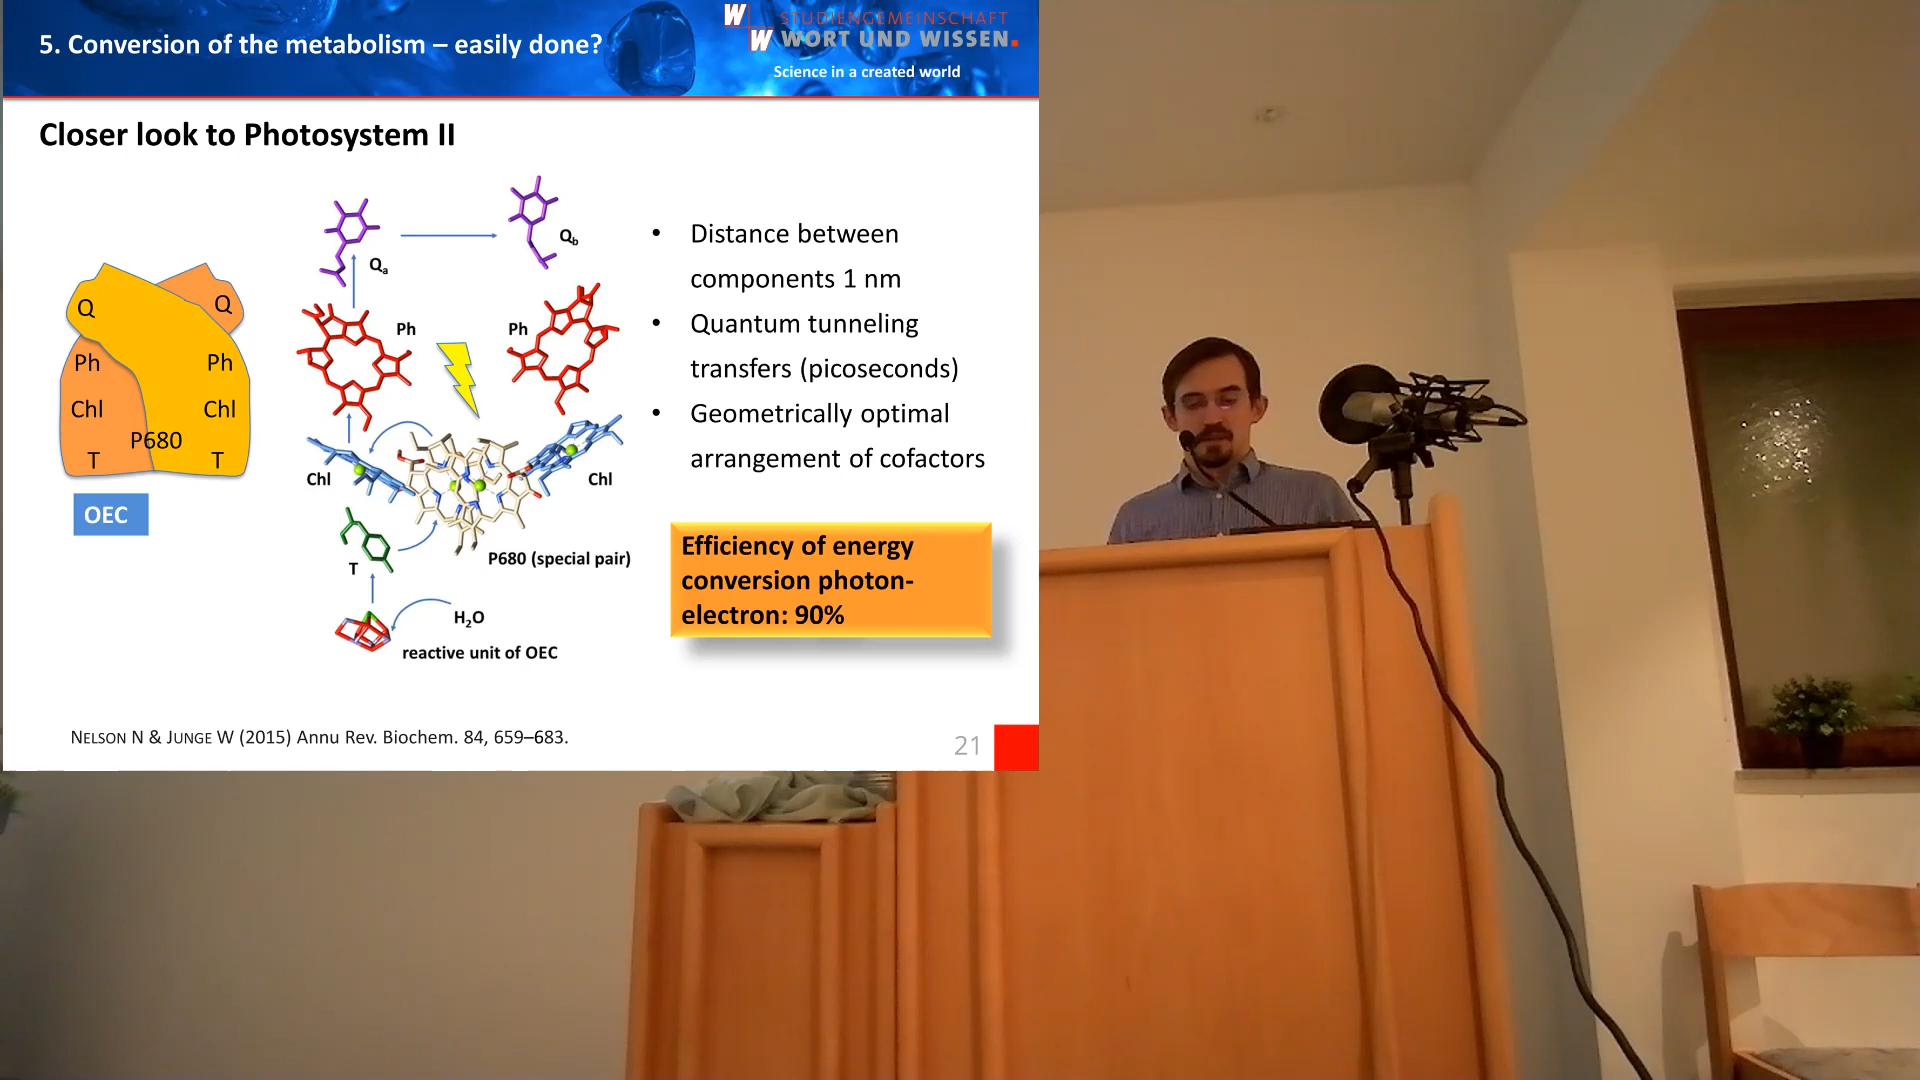 5. Conversion of the metabolism – easily done?
W
W
STUDIENGEMEINSCHAFT
WORT UND WISSEN.
Science in a created world
Closer look to Photosystem II
Q
Q
Ph
Ph
Chl
Chl
P680
T
T
OEC
Qa
Qb
Ph
Ph
Chl
Chl
T
P680 (special pair)
H2O
reactive unit of OEC
• Distance between
components 1 nm
• Quantum tunneling
transfers (picoseconds)
• Geometrically optimal
arrangement of cofactors
Efficiency of energy
conversion photon-
electron: 90%
NELSON N & JUNGE W (2015) Annu Rev. Biochem. 84, 659–683.
21